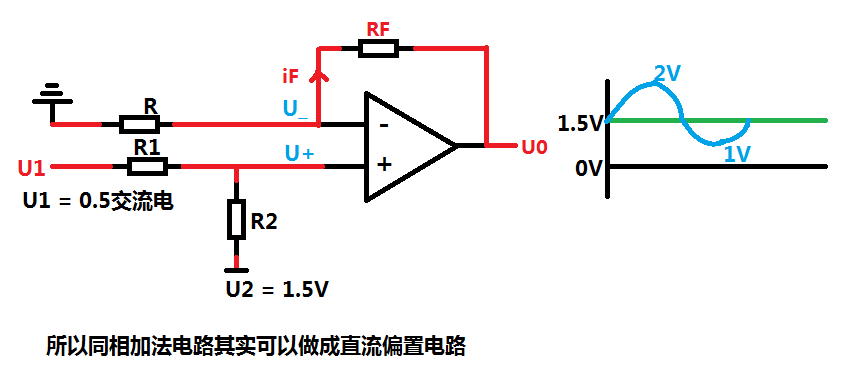 RF
iF
R
U_
-
R1
U1
U+
+
U0
U1 = 0.5交流电
R2
U2 = 1.5V
2V
1.5V
1V
0V
所以同相加法电路其实可以做成直流偏置电路